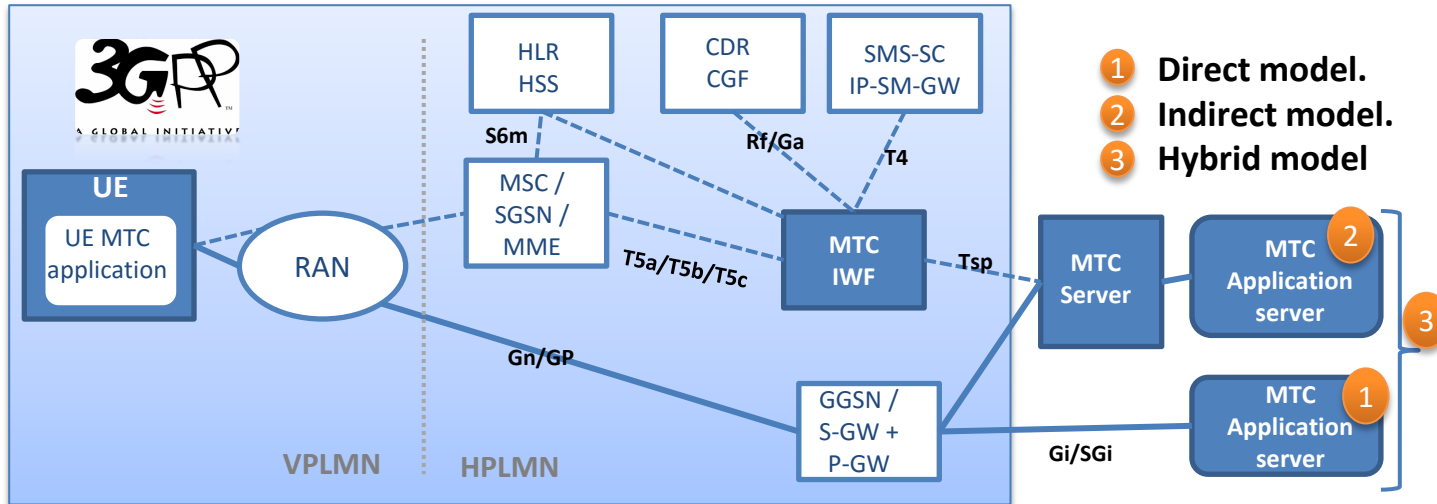 3GPP
TM
A GLOBAL INITIATIVE
HLR
HSS
CDR
CGF
SMS-SC
IP-SM-GW
1 Direct model.
2 Indirect model.
3 Hybrid model
S6m
Rf/Ga
T4
UE
UE MTC
application
RAN
MSC /
SGSN /
MME
T5a/T5b/T5c
MTC
IWF
Tsp
MTC
Server
MTC
Application
server
2
3
Gn/GP
GGSN /
S-GW +
P-GW
Gi/SGi
MTC
Application
server
1
VPLMN
HPLMN